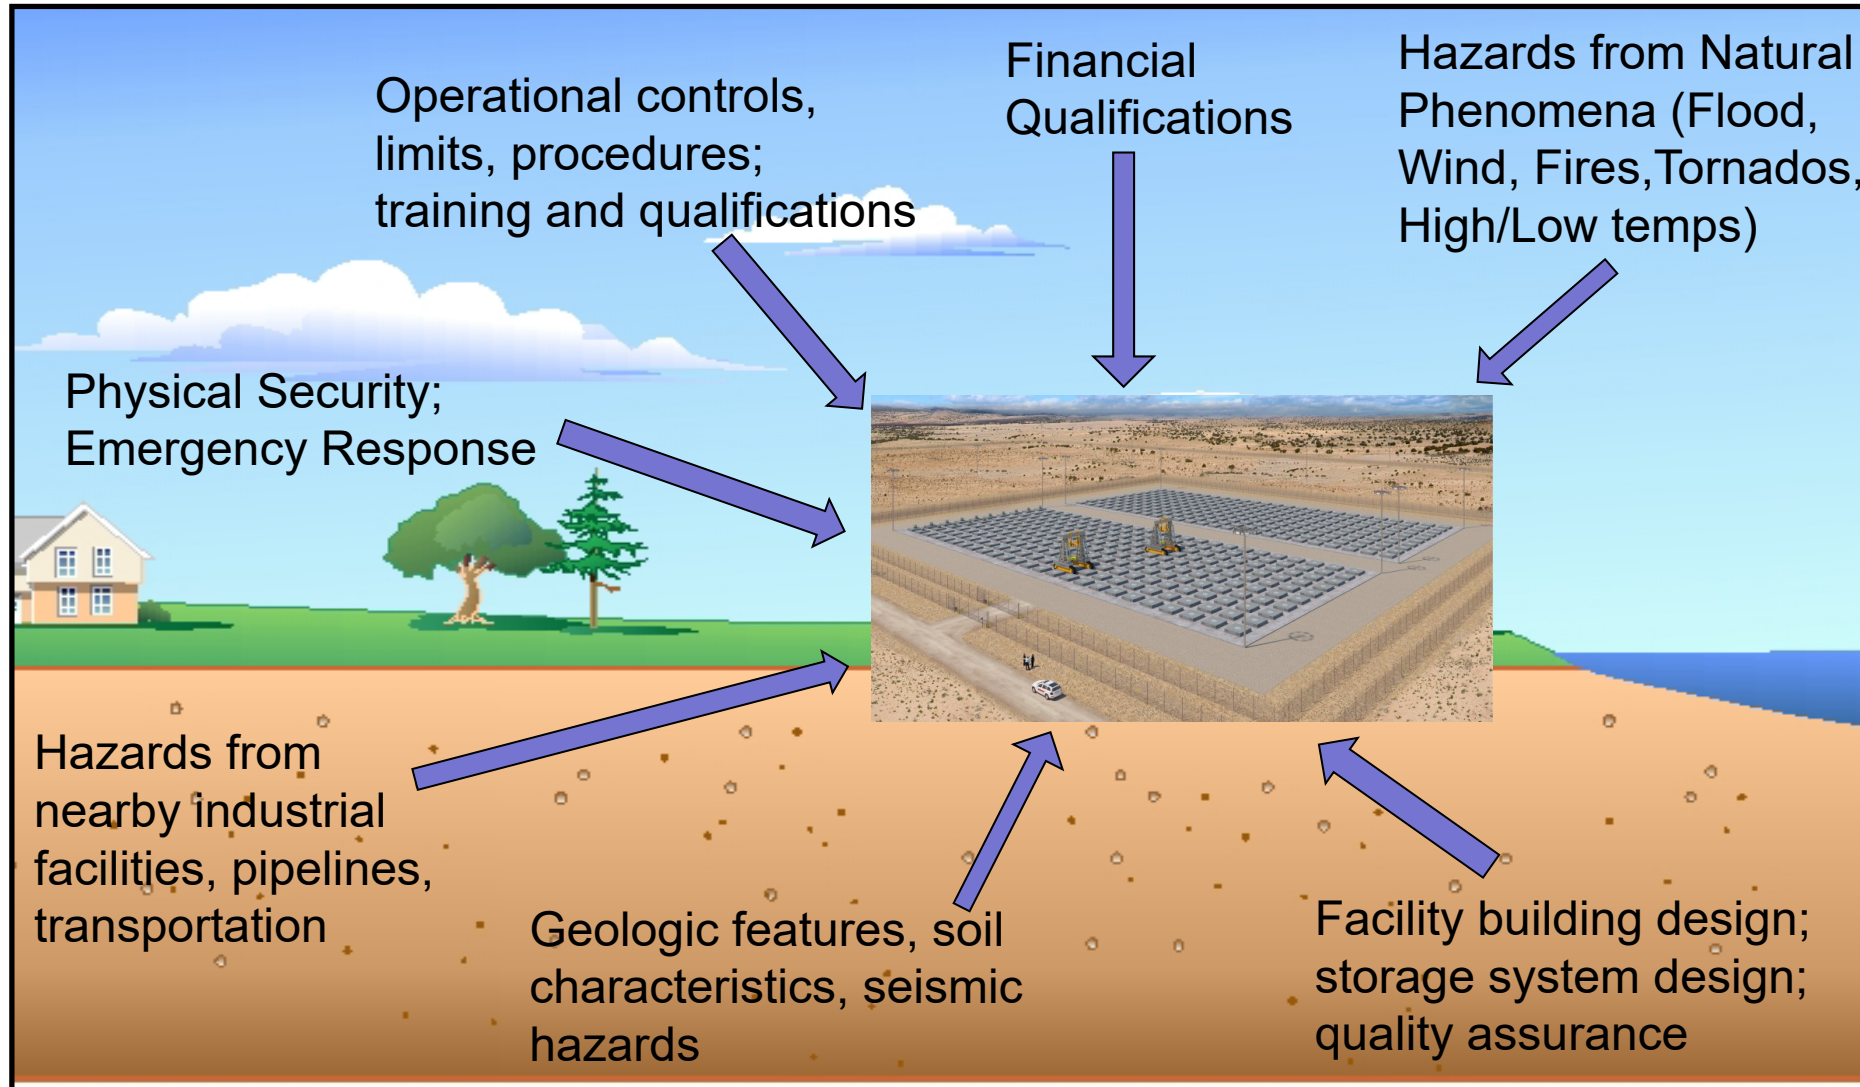 Operational controls,
limits, procedures;
training and qualifications
Financial
Qualifications
Hazards from Natural
Phenomena (Flood,
Wind, Fires,Tornados,
High/Low temps)
Physical Security;
Emergency Response
Hazards from
nearby industrial
facilities, pipelines,
transportation
Geologic features, soil
characteristics, seismic
hazards
Facility building design;
storage system design;
quality assurance